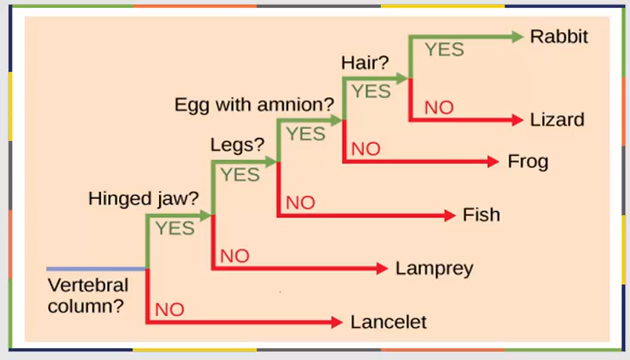 YES
Rabbit
Hair?
YES
NO
Lizard
Egg with amnion?
YES
NO
Frog
Legs?
YES
NO
Fish
Hinged jaw?
YES
NO
Lamprey
Vertebral
column?
NO
Lancelet